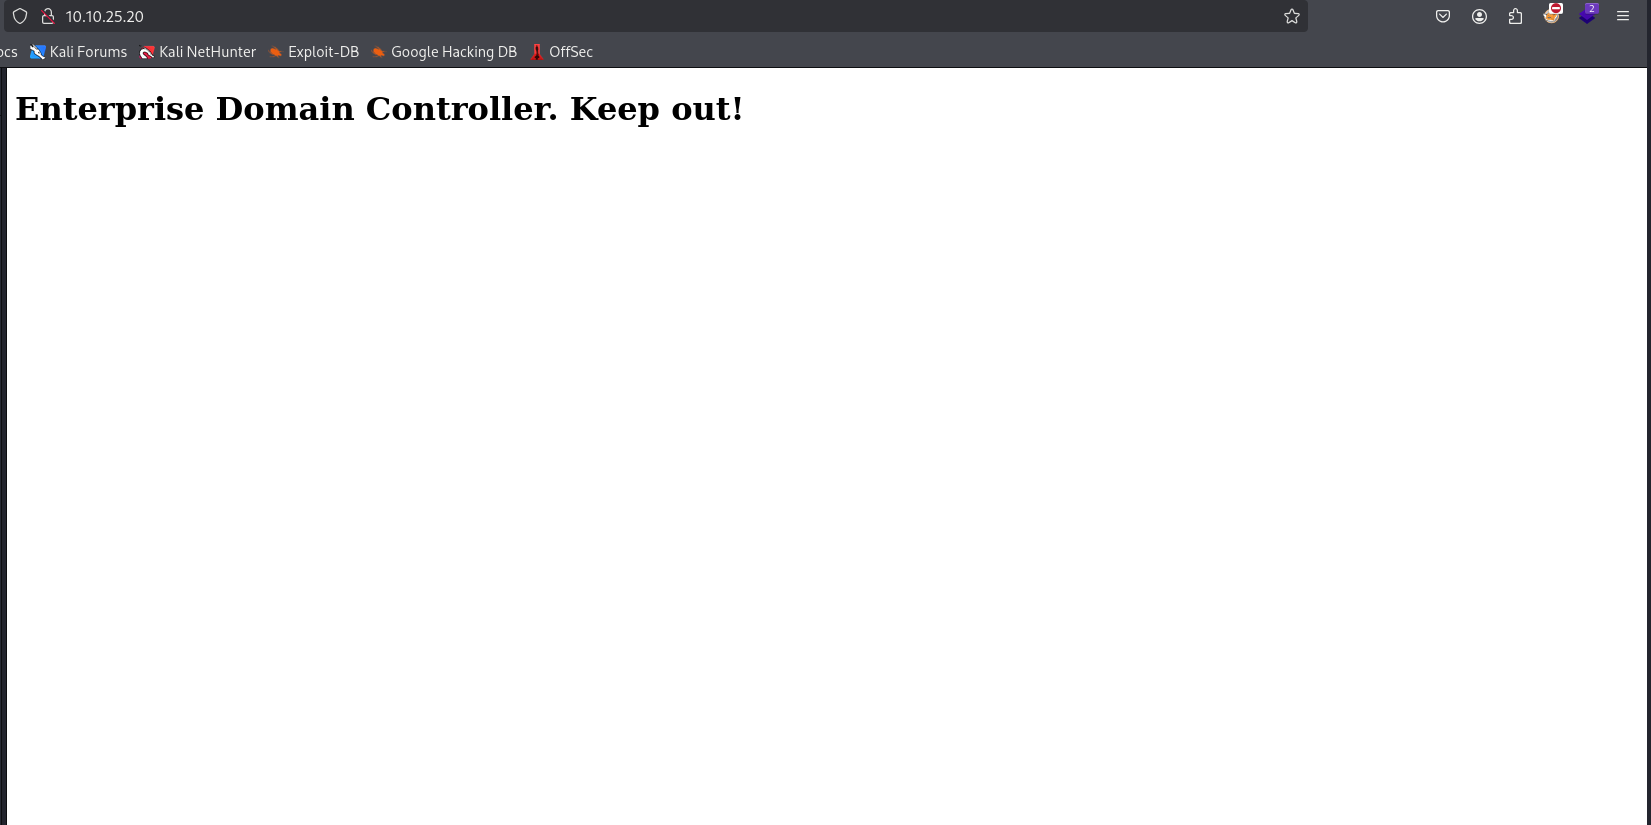 10.10.25.20
2
ocs Kali Forums Kali NetHunter Exploit-DB Google Hacking DB OffSec
Enterprise Domain Controller. Keep out!